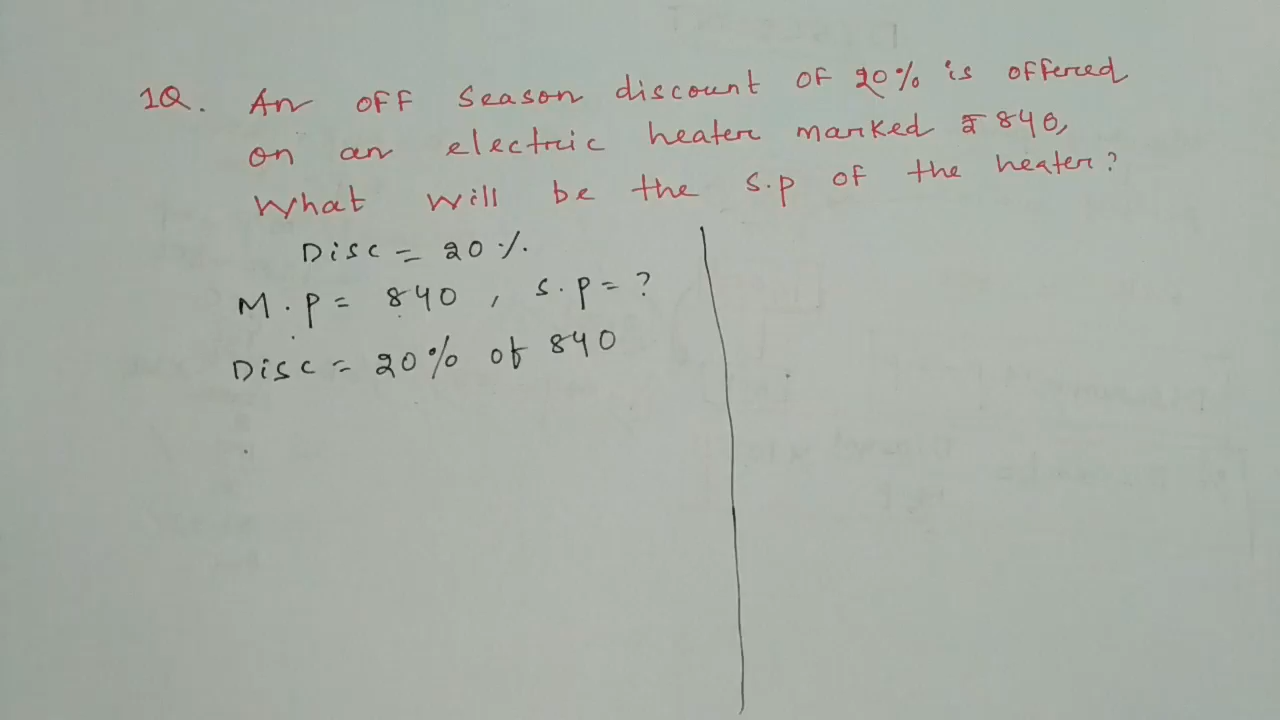 1Q. An OFF Season discount OF 20% is offered
on an electric heater marked ₹ 840,
What will be the S.p OF the heater?
Disc = 20%.
M.p = 840, S.p = ?
Disc = 20% of 840